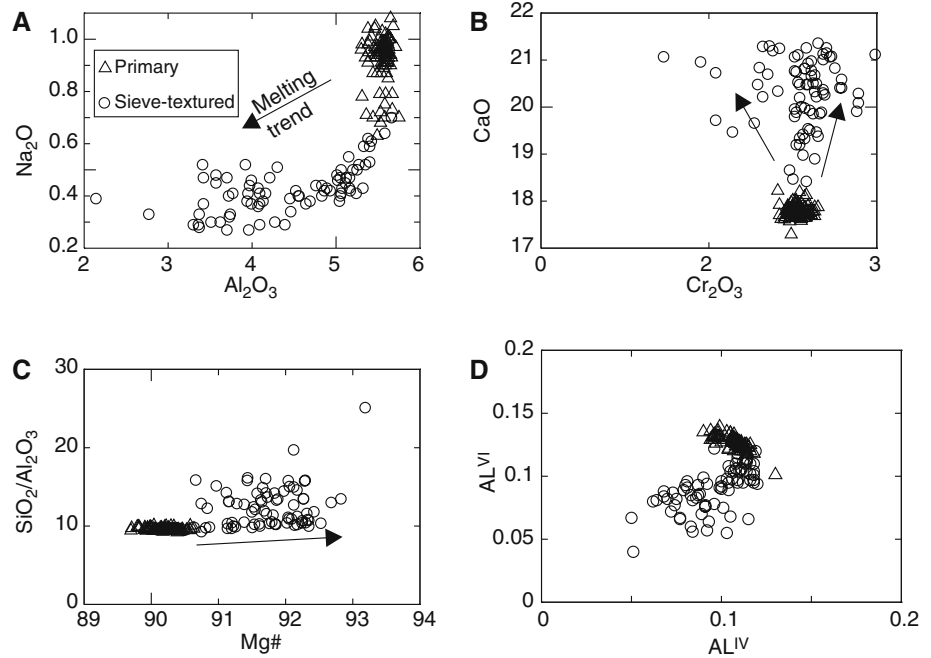 A
Na₂O
1.0
0.8
0.6
0.4
0.2
△ Primary
○ Sieve-textured
Melting
trend
2 3 4 5 6
Al₂O₃
B
CaO
22
21
20
19
18
17
0 2 3
Cr₂O₃
C
SiO₂/Al₂O₃
30
20
10
0
89 90 91 92 93 94
Mg#
D
AL^VI
0.2
0.15
0.1
0.05
0
0 0.1 0.2
AL^IV